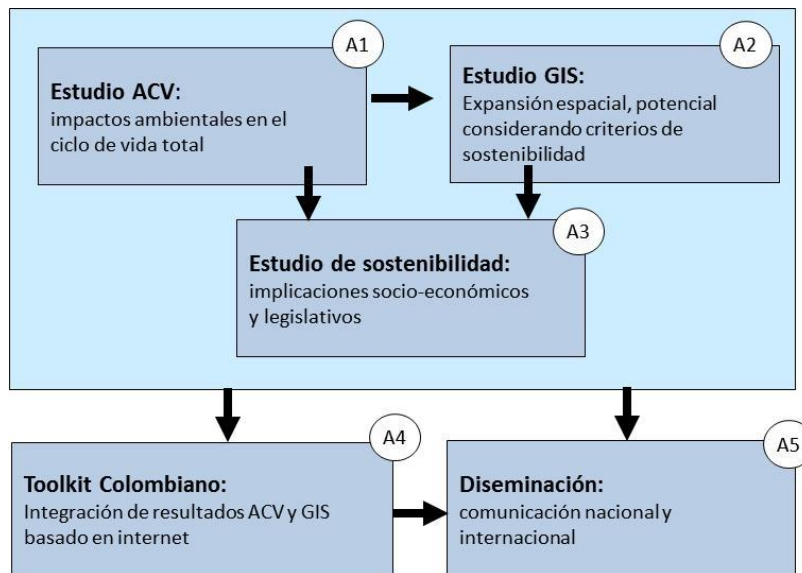 A1
Estudio ACV:
impactos ambientales en el
ciclo de vida total
A2
Estudio GIS:
Expansión espacial, potencial
considerando criterios de
sostenibilidad
A3
Estudio de sostenibilidad:
implicaciones socio-económicos
y legislativos
A4
Toolkit Colombiano:
Integración de resultados ACV y GIS
basado en internet
A5
Diseminación:
comunicación nacional y
internacional